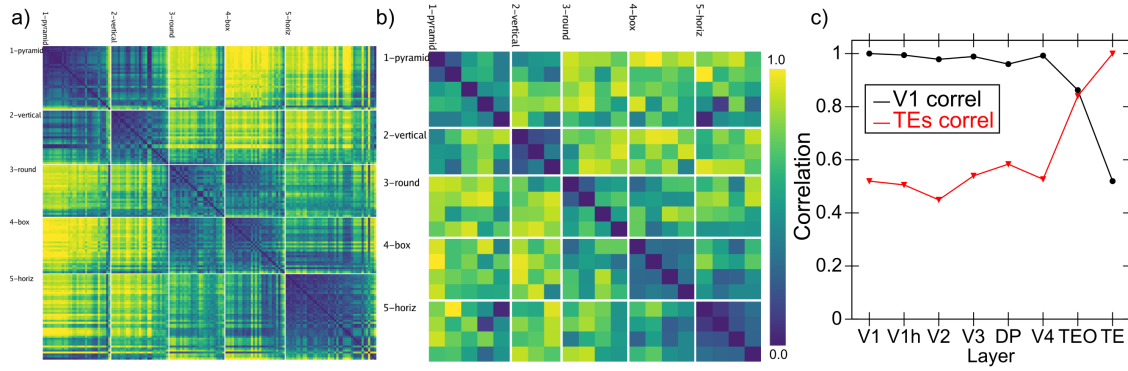 a)
1-pyramid
2-vertical
3-round
4-box
5-horiz
1-pyramid
2-vertical
3-round
4-box
5-horiz
b)
1-pyramid
2-vertical
3-round
4-box
5-horiz
1-pyramid
2-vertical
3-round
4-box
5-horiz
1.0
0.0
c)
Correlation
1
0.8
0.6
0.4
0.2
0
V1 correl
TEs correl
V1 V1h V2 V3 DP V4 TEO TE
Layer